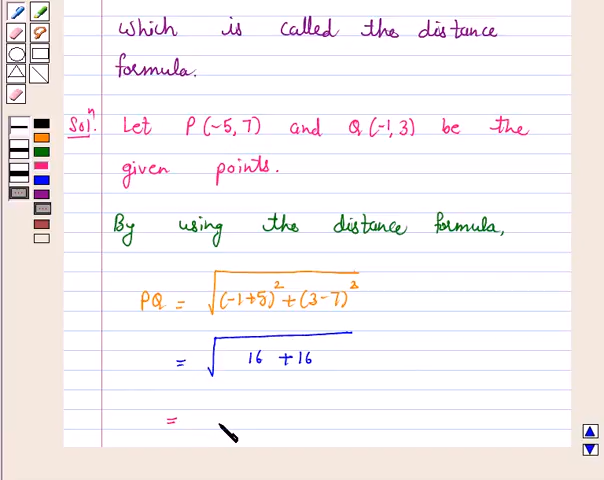 which is called the distance
formula.
Solⁿ. Let P(-5,7) and Q(-1,3) be the
given points.
By using the distance formula,
PQ = √((-1+5)² + (3-7)²)
= √(16 + 16)
=